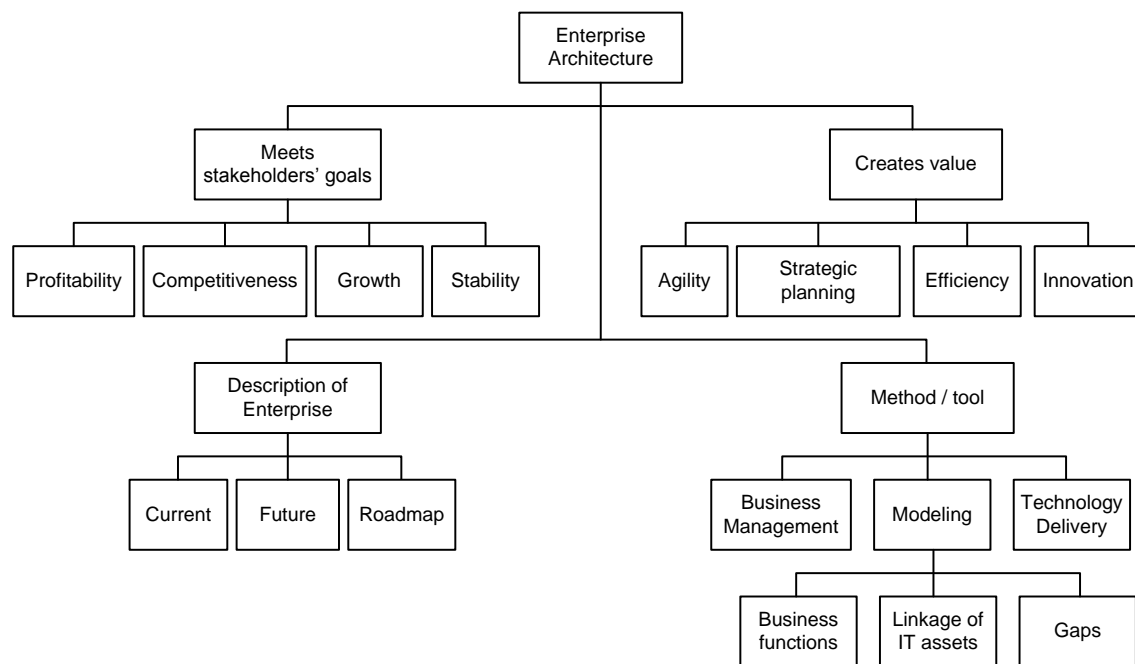 Enterprise
Architecture
Meets
stakeholders’ goals
Creates value
Profitability
Competitiveness
Growth
Stability
Agility
Strategic
planning
Efficiency
Innovation
Description of
Enterprise
Method / tool
Current
Future
Roadmap
Business
Management
Modeling
Technology
Delivery
Business
functions
Linkage of
IT assets
Gaps